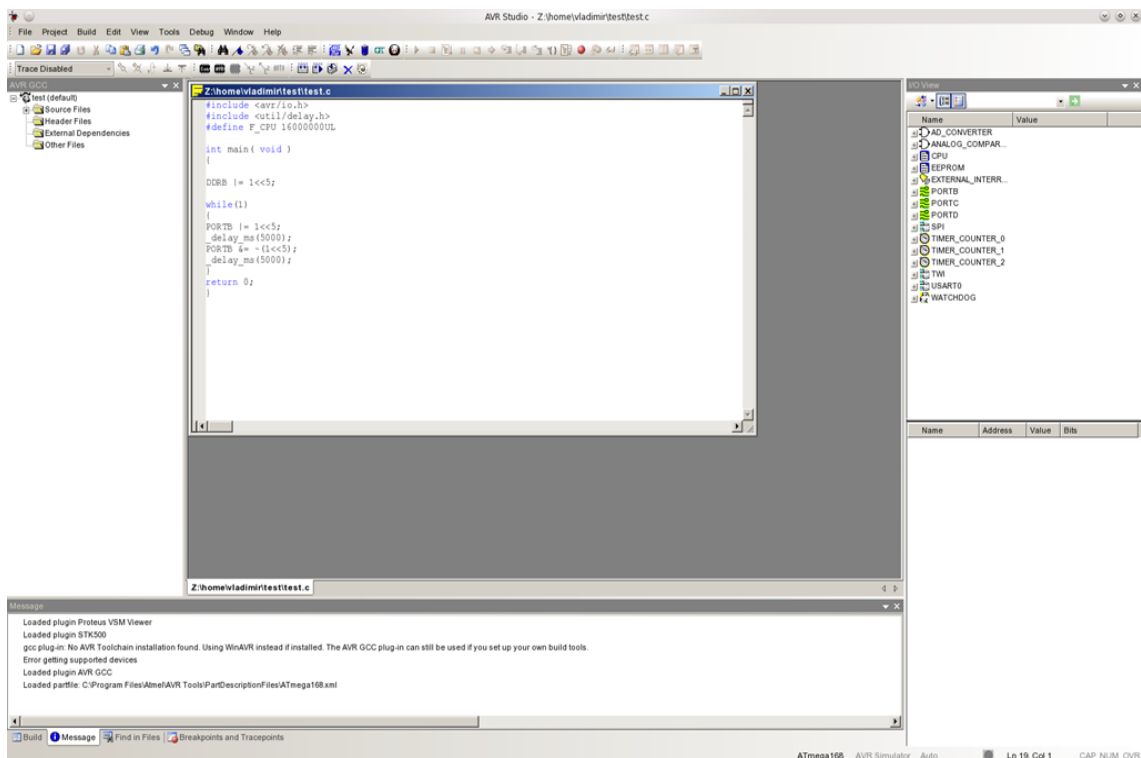 AVR Studio - Z:\home\vladimir\test\test.c
File Project Build Edit View Tools Debug Window Help
Trace Disabled
AVR GCC
test (default)
Source Files
Header Files
External Dependencies
Other Files
Z:\home\vladimir\test\test.c
#include <avr/io.h>
#include <util/delay.h>
#define F_CPU 16000000UL
int main( void )
{
DDRB |= 1<<5;
while(1)
{
PORTB |= 1<<5;
_delay_ms(5000);
PORTB &= ~(1<<5);
_delay_ms(5000);
}
return 0;
}
Z:\home\vladimir\test\test.c
I/O View
Name Value
AD_CONVERTER
ANALOG_COMPAR...
CPU
EEPROM
EXTERNAL_INTERR...
PORTB
PORTC
PORTD
SPI
TIMER_COUNTER_0
TIMER_COUNTER_1
TIMER_COUNTER_2
TWI
USART0
WATCHDOG
Name Address Value Bits
Message
Loaded plugin Proteus VSM Viewer
Loaded plugin STK500
gcc plug-in: No AVR Toolchain installation found. Using WinAVR instead if installed. The AVR GCC plug-in can still be used if you set up your own build tools.
Error getting supported devices
Loaded plugin AVR GCC
Loaded partfile: C:\Program Files\Atmel\AVR Tools\PartDescriptionFiles\ATmega168.xml
Build Message Find in Files Breakpoints and Tracepoints
ATmega168 AVR Simulator Auto Ln 19, Col 1 CAP NUM OVR